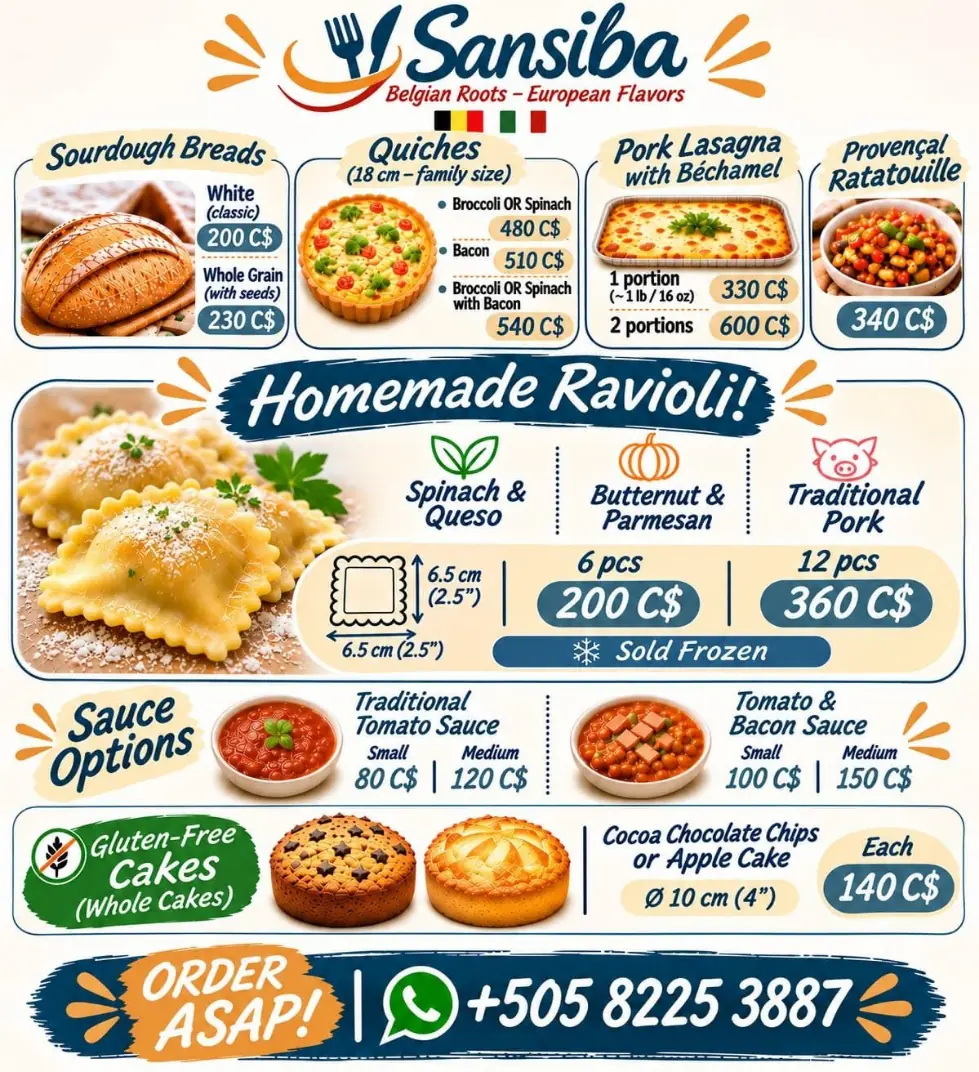 Sansiba
Belgian Roots – European Flavors
Sourdough Breads
White
(classic)
200 C$
Whole Grain
(with seeds)
230 C$
Quiches
(18 cm – family size)
• Broccoli OR Spinach
480 C$
• Bacon
510 C$
• Broccoli OR Spinach
with Bacon
540 C$
Pork Lasagna
with Béchamel
1 portion
(~ 1 lb / 16 oz)
330 C$
2 portions
600 C$
Provençal
Ratatouille
340 C$
Homemade Ravioli!
Spinach &
Queso
Butternut &
Parmesan
Traditional
Pork
6.5 cm
(2.5”)
6.5 cm (2.5”)
6 pcs
200 C$
12 pcs
360 C$
Sold Frozen
Sauce
Options
Traditional
Tomato Sauce
Small
80 C$
Medium
120 C$
Tomato &
Bacon Sauce
Small
100 C$
Medium
150 C$
Gluten-Free
Cakes
(Whole Cakes)
Cocoa Chocolate Chips
or Apple Cake
Ø 10 cm (4”)
Each
140 C$
ORDER
ASAP!
+505 8225 3887